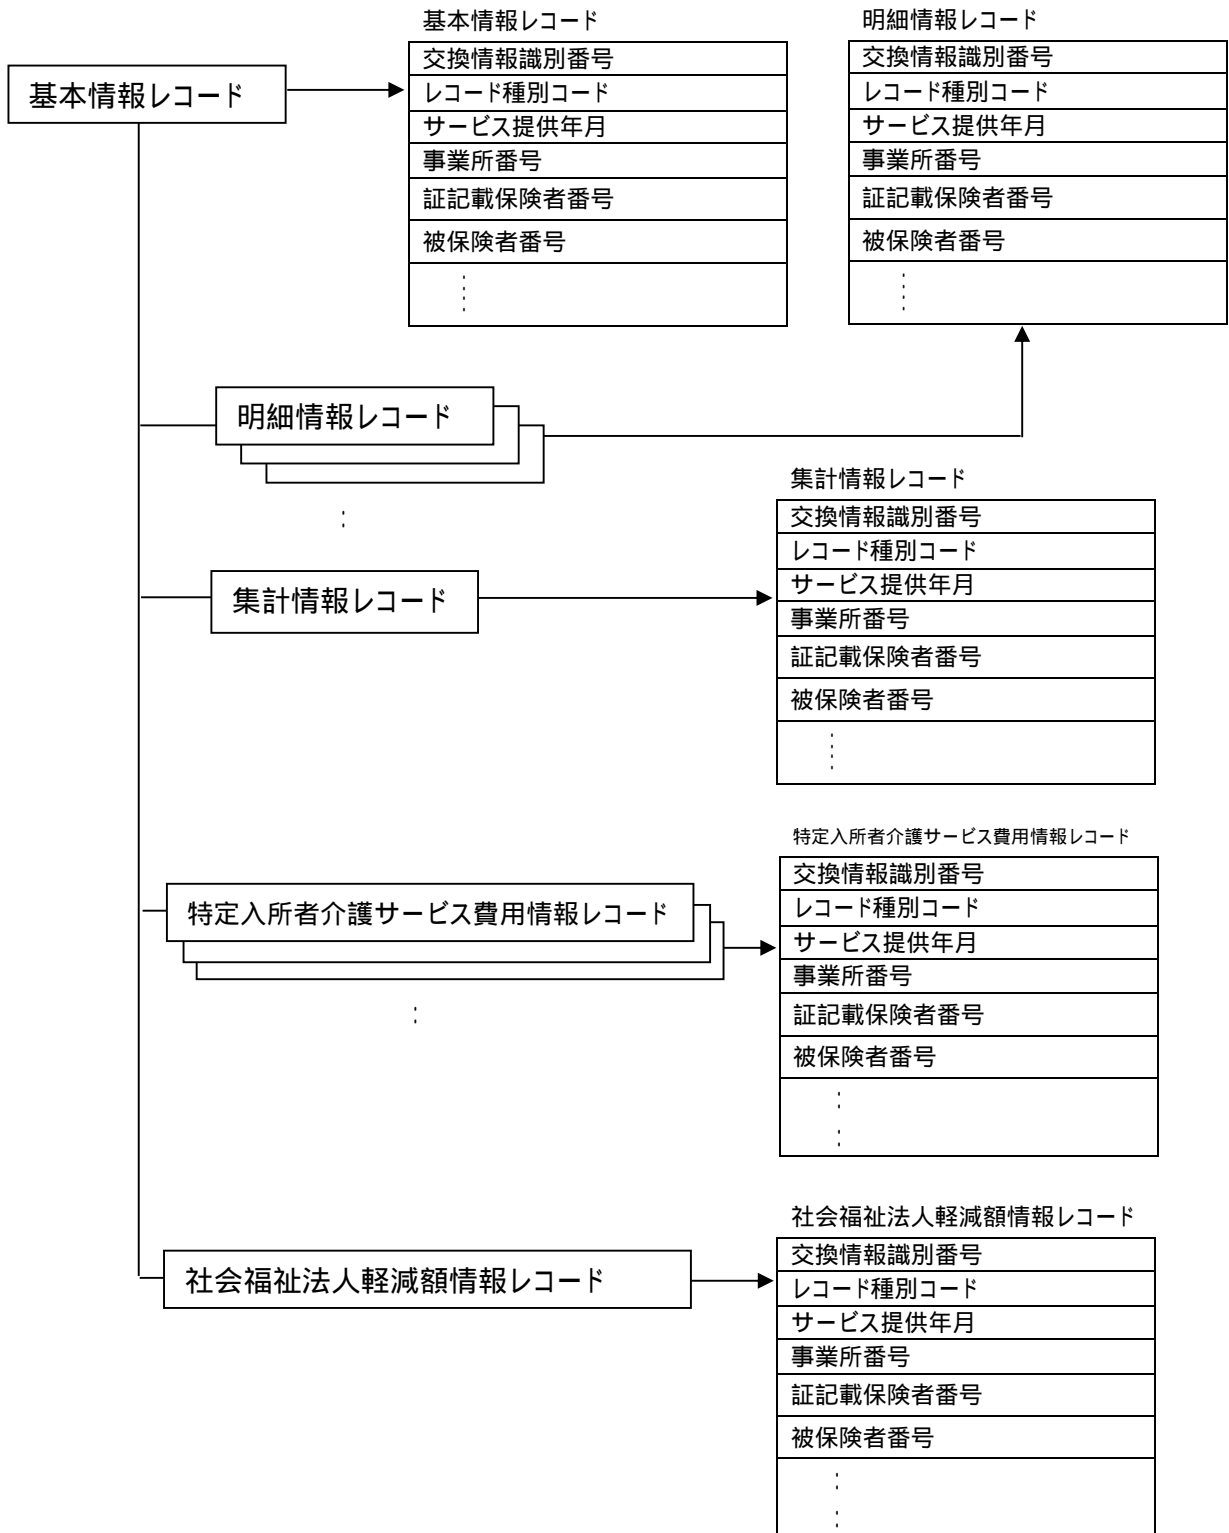 基本情報レコード
基本情報レコード
交換情報識別番号
レコード種別コード
サービス提供年月
事業所番号
証記載保険者番号
被保険者番号
明細情報レコード
交換情報識別番号
レコード種別コード
サービス提供年月
事業所番号
証記載保険者番号
被保険者番号
明細情報レコード
集計情報レコード
集計情報レコード
交換情報識別番号
レコード種別コード
サービス提供年月
事業所番号
証記載保険者番号
被保険者番号
特定入所者介護サービス費用情報レコード
特定入所者介護サービス費用情報レコード
交換情報識別番号
レコード種別コード
サービス提供年月
事業所番号
証記載保険者番号
被保険者番号
社会福祉法人軽減額情報レコード
社会福祉法人軽減額情報レコード
交換情報識別番号
レコード種別コード
サービス提供年月
事業所番号
証記載保険者番号
被保険者番号